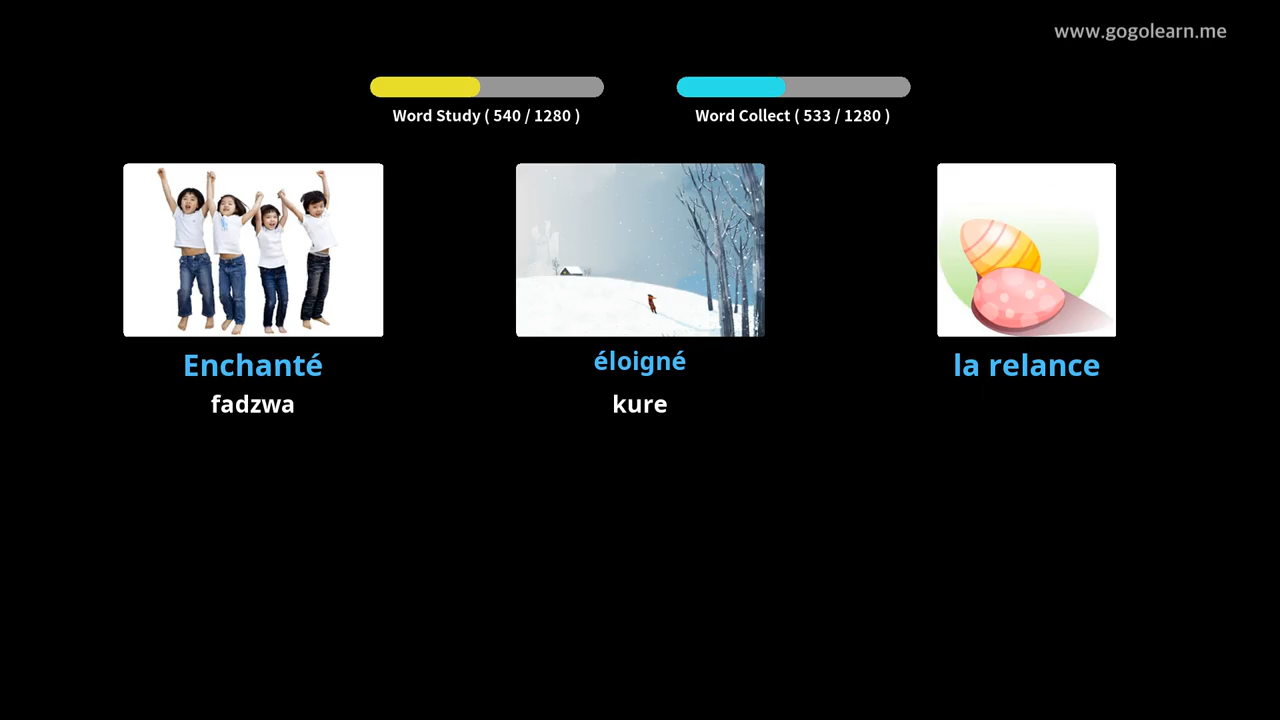 www.gogolearn.me
Word Study ( 540 / 1280 )
Word Collect ( 533 / 1280 )
Enchanté
fadzwa
éloigné
kure
la relance